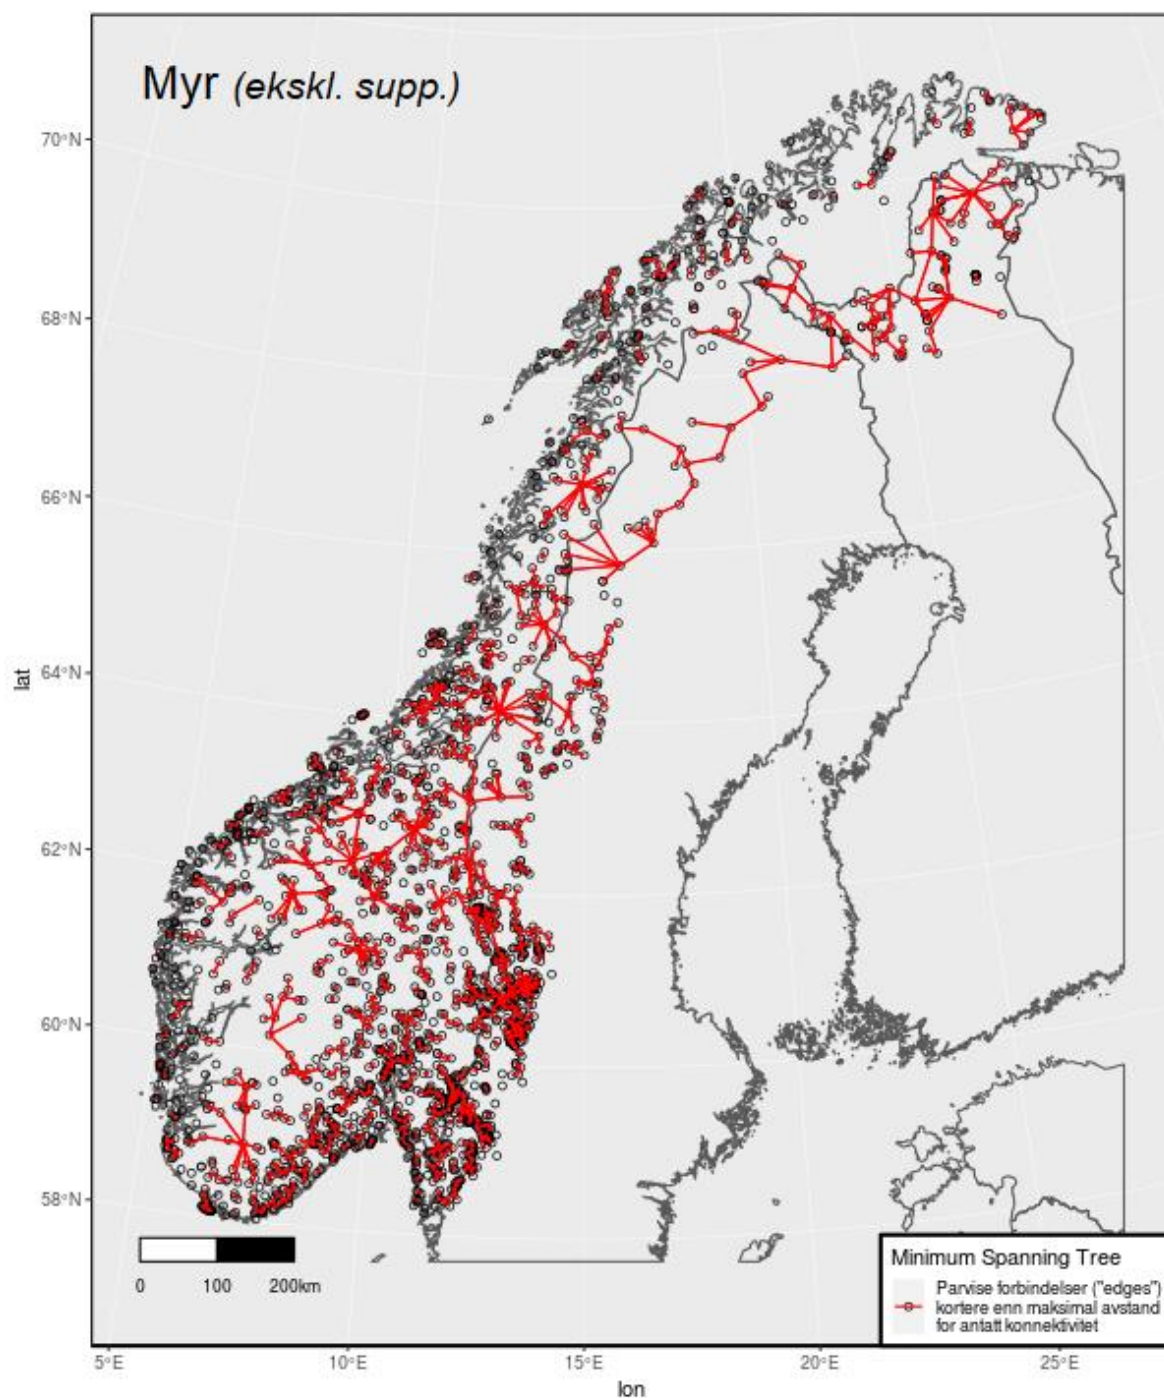 Myr (ekskl. supp.)
70°N
68°N
66°N
64°N
62°N
60°N
58°N
lat
0 100 200km
Minimum Spanning Tree
Parvise forbindelser ("edges")
kortere enn maksimal avstand
for antatt konnektivitet
5°E 10°E 15°E 20°E 25°E
lon